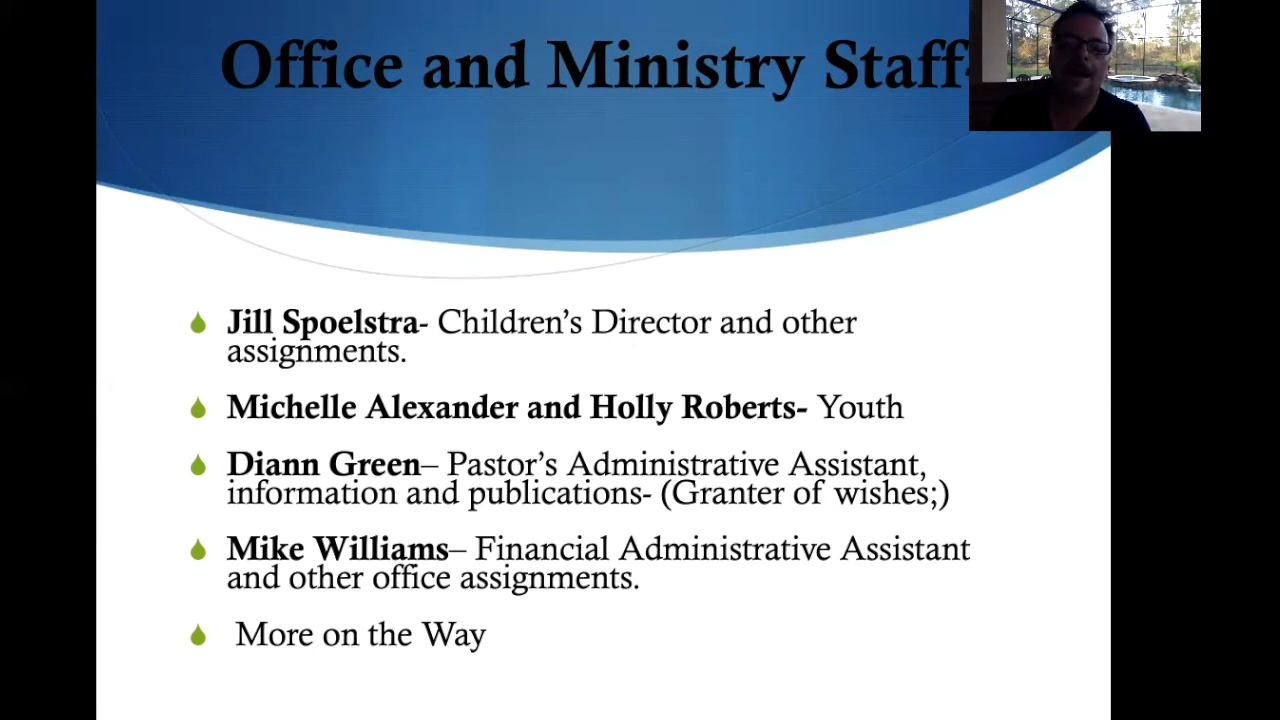 Office and Ministry Staff-
Jill Spoelstra- Children’s Director and other
assignments.
Michelle Alexander and Holly Roberts- Youth
Diann Green– Pastor’s Administrative Assistant,
information and publications- (Granter of wishes;)
Mike Williams– Financial Administrative Assistant
and other office assignments.
More on the Way